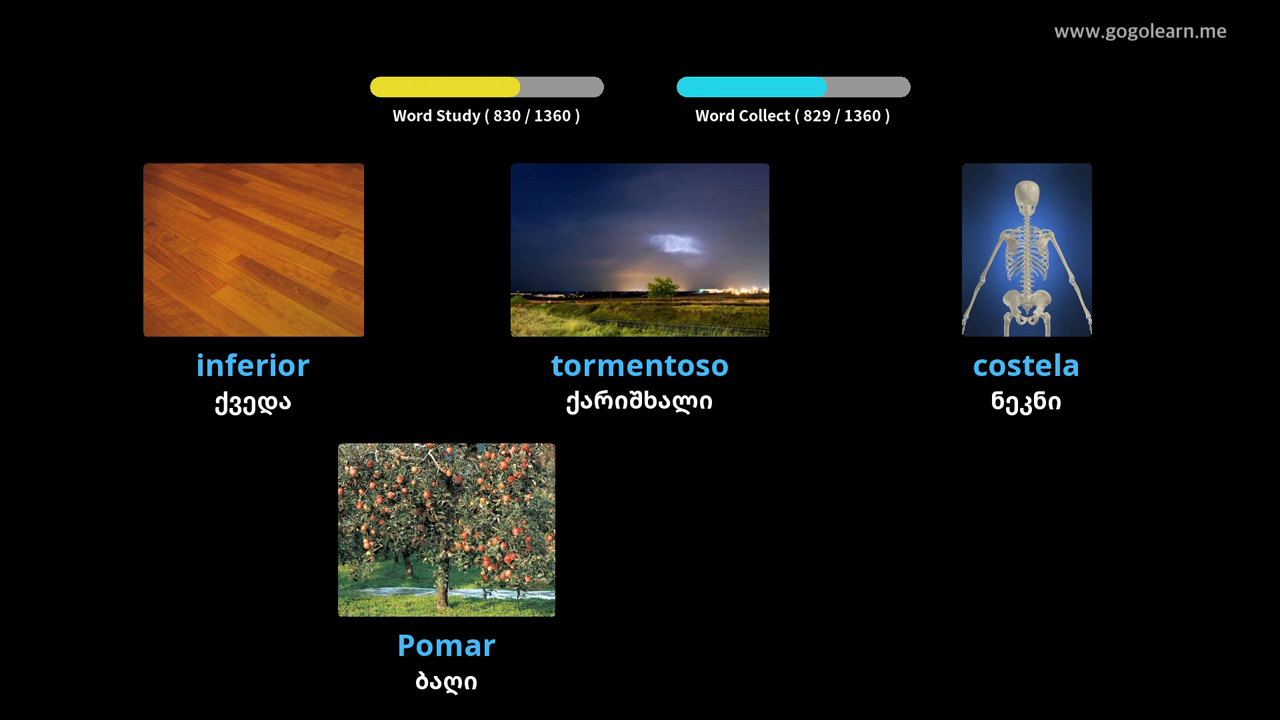 www.gogolearn.me
Word Study ( 830 / 1360 )
Word Collect ( 829 / 1360 )
inferior
ქვედა
tormentoso
ქარიშხალი
costela
ნეკნი
Pomar
ბაღი